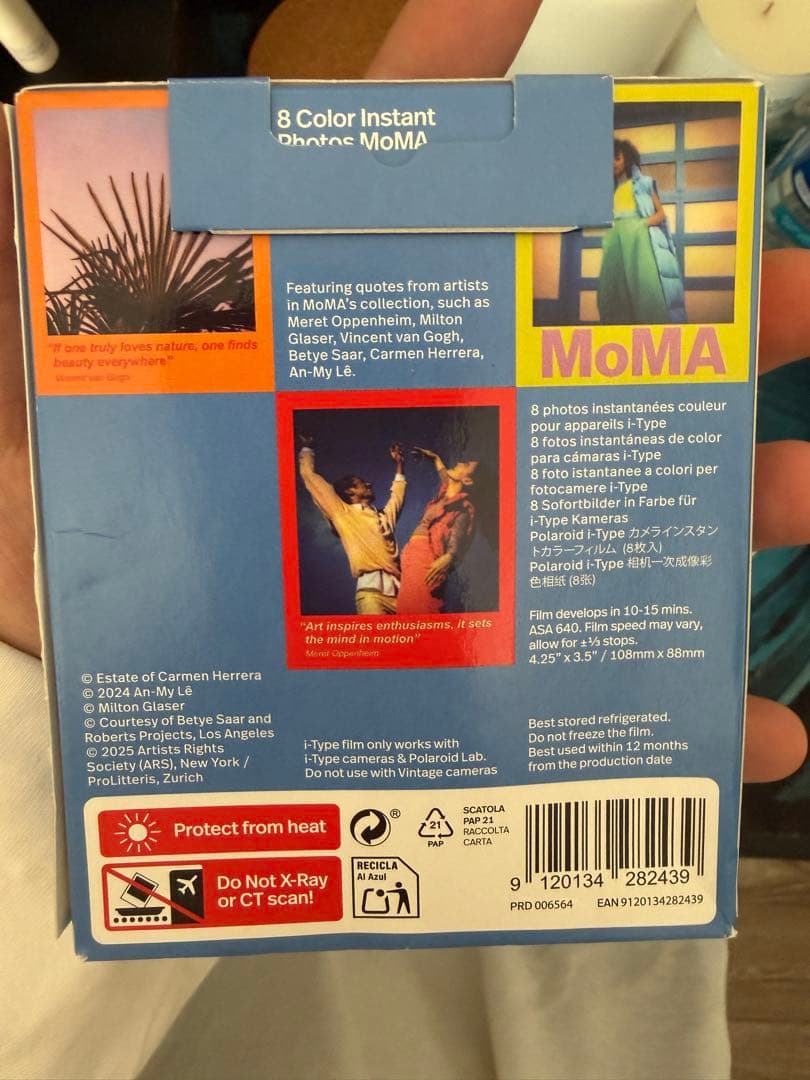 8 Color Instant
Photos MoMA
"If one truly loves nature, one finds
beauty everywhere"
Vincent van Gogh
Featuring quotes from artists
in MoMA's collection, such as
Meret Oppenheim, Milton
Glaser, Vincent van Gogh,
Betye Saar, Carmen Herrera,
An-My Lê.
MoMA
"Art inspires enthusiasms, it sets
the mind in motion"
Meret Oppenheim
8 photos instantanées couleur
pour appareils i-Type
8 fotos instantáneas de color
para cámaras i-Type
8 foto istantanee a colori per
fotocamere i-Type
8 Sofortbilder in Farbe für
i-Type Kameras
Polaroid i-Type カメラインスタン
トカラーフィルム (8枚入)
Polaroid i-Type 相机一次成像彩
色相紙 (8张)
Film develops in 10-15 mins.
ASA 640. Film speed may vary,
allow for ±⅓ stops.
4.25" x 3.5" / 108mm x 88mm
© Estate of Carmen Herrera
© 2024 An-My Lê
© Milton Glaser
© Courtesy of Betye Saar and
Roberts Projects, Los Angeles
© 2025 Artists Rights
Society (ARS), New York /
ProLitteris, Zurich
i-Type film only works with
i-Type cameras & Polaroid Lab.
Do not use with Vintage cameras
Best stored refrigerated.
Do not freeze the film.
Best used within 12 months
from the production date
Protect from heat
Do Not X-Ray
or CT scan!
®
21
PAP
SCATOLA
PAP 21
RACCOLTA
CARTA
RECICLA
Al Azul
9 120134 282439
PRD 006564 EAN 9120134282439